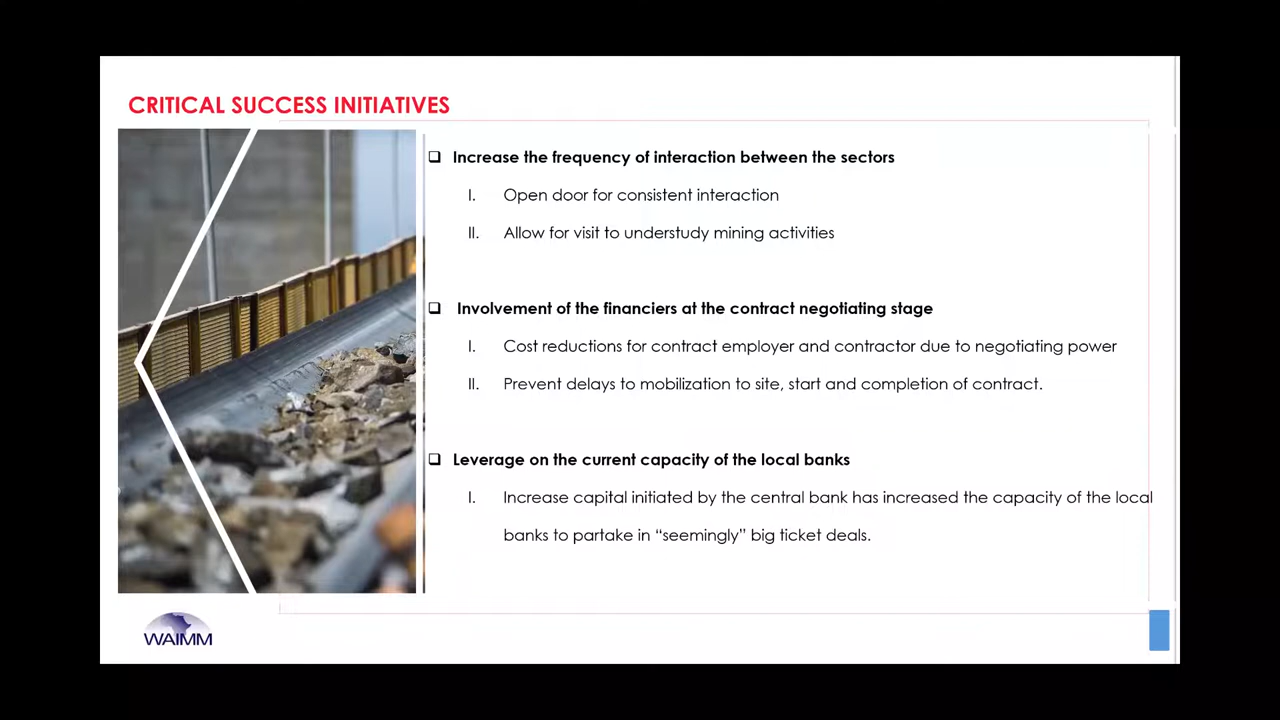 CRITICAL SUCCESS INITIATIVES
❑ Increase the frequency of interaction between the sectors
I. Open door for consistent interaction
II. Allow for visit to understudy mining activities
❑ Involvement of the financiers at the contract negotiating stage
I. Cost reductions for contract employer and contractor due to negotiating power
II. Prevent delays to mobilization to site, start and completion of contract.
❑ Leverage on the current capacity of the local banks
I. Increase capital initiated by the central bank has increased the capacity of the local
banks to partake in “seemingly” big ticket deals.
WAIMM